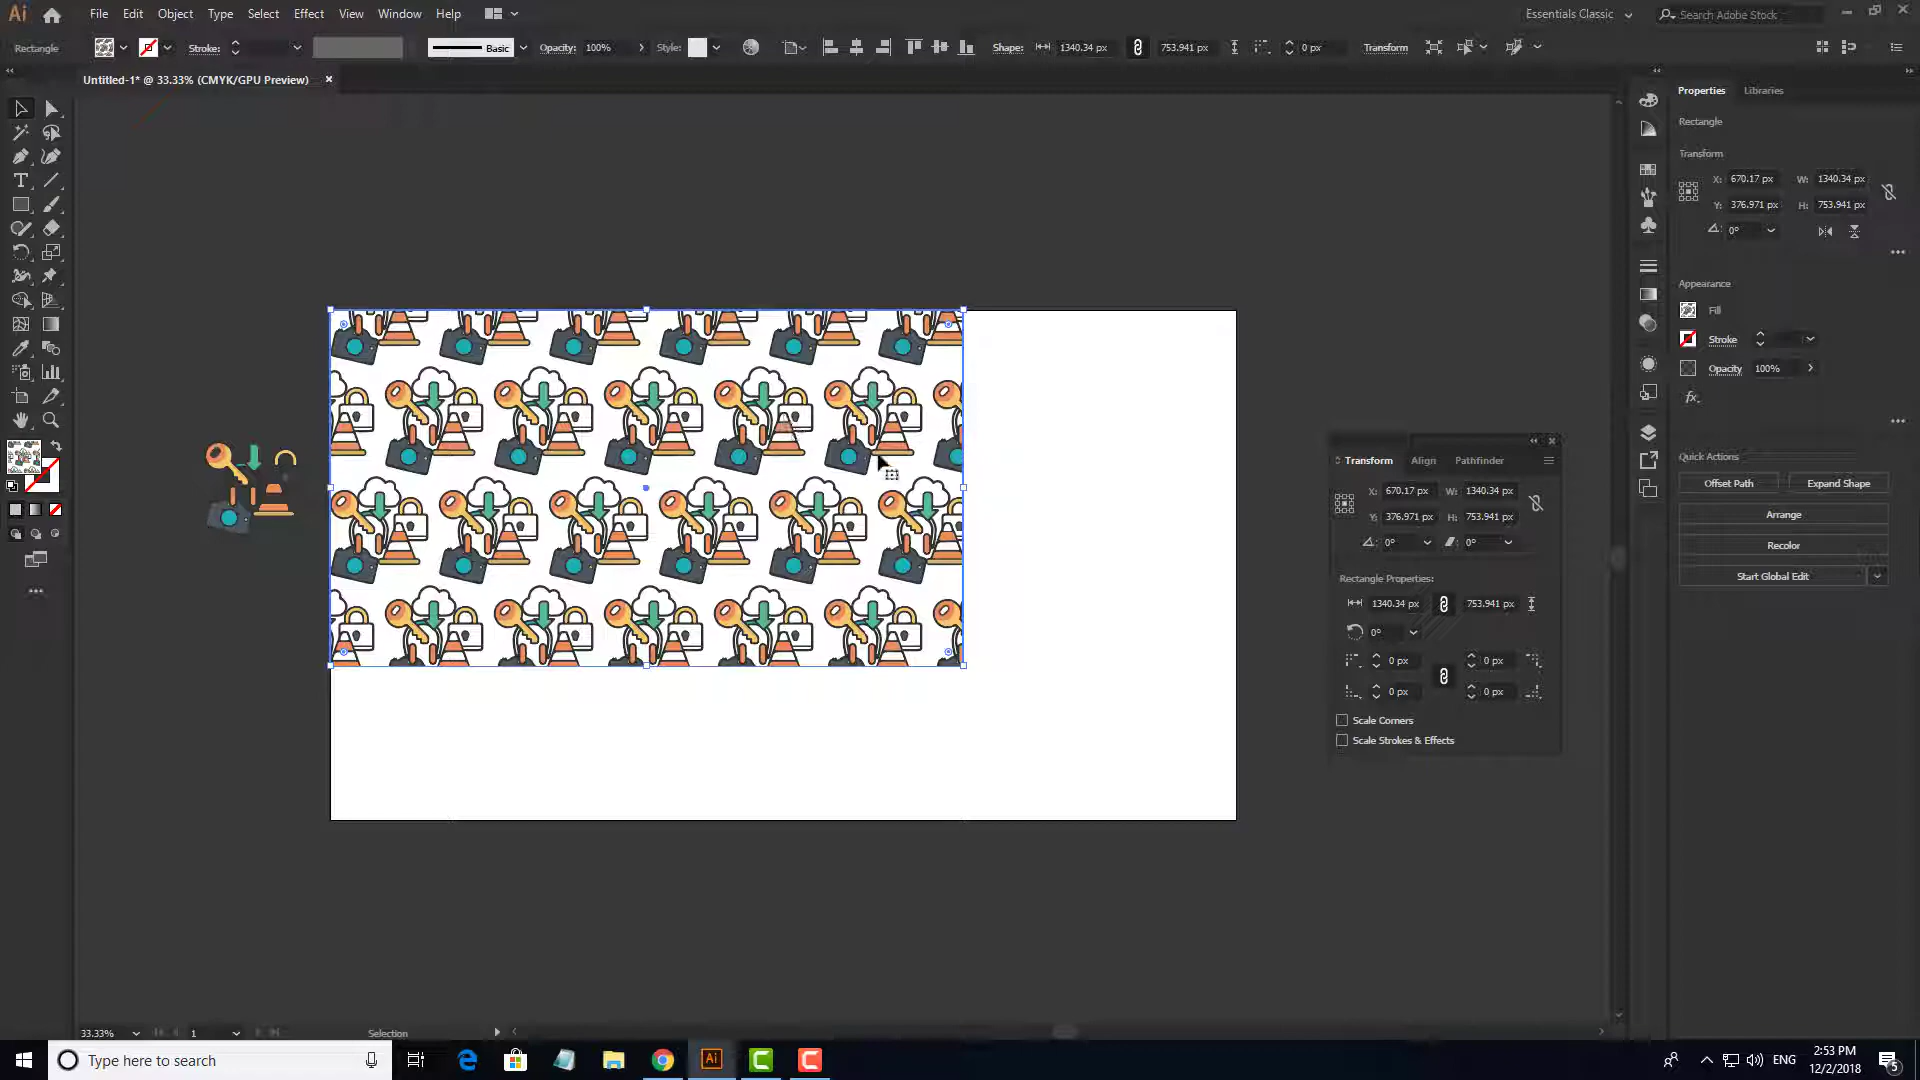 Ai
File Edit Object Type Select Effect View Window Help
Essentials Classic
Search Adobe Stock
Rectangle
Stroke:
Basic
Opacity: 100%
Style:
Shape: 1340.34 px 753.941 px 0 px
Transform
Untitled-1* @ 33.33% (CMYK/GPU Preview) ×
Properties Libraries
Rectangle
Transform
X: 670.17 px W: 1340.34 px
Y: 376.971 px H: 753.941 px
0°
Appearance
Fill
Stroke
Opacity 100%
fx.
Quick Actions
Offset Path Expand Shape
Arrange
Recolor
Start Global Edit
Transform Align Pathfinder
X: 670.17 px W: 1340.34 px
Y: 376.971 px H: 753.941 px
0° 0°
Rectangle Properties:
1340.34 px 753.941 px
0°
0 px 0 px
0 px 0 px
Scale Corners
Scale Strokes & Effects
33.33% 1 Selection
Type here to search
Ai
ENG
2:53 PM
12/2/2018
5